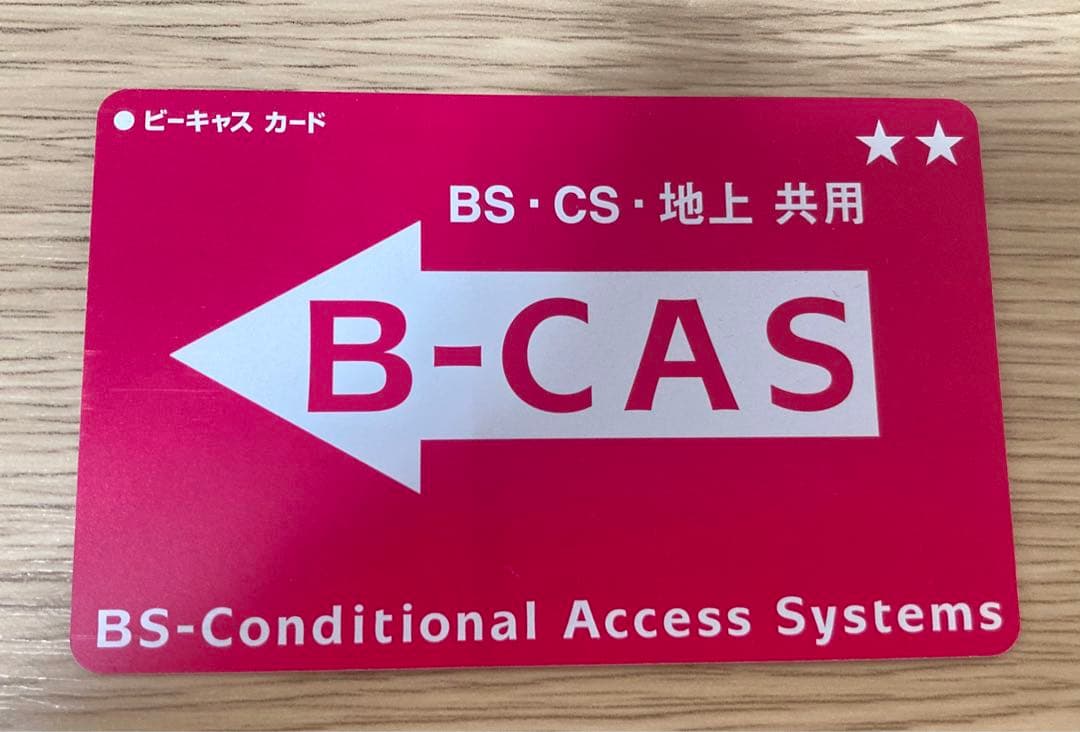 ● ビーキャス カード
★★
BS・CS・地上 共用
B-CAS
BS-Conditional Access Systems